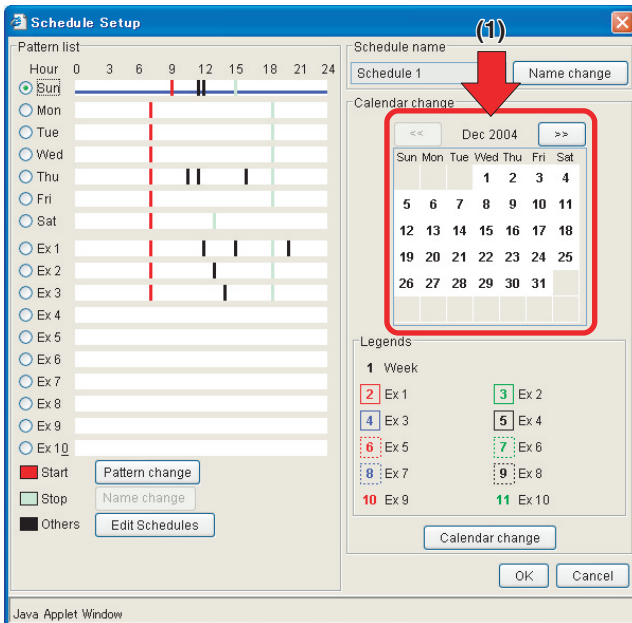 Schedule Setup
(1)
Pattern list
Hour 0 3 6 9 12 15 18 21 24
Sun
Mon
Tue
Wed
Thu
Fri
Sat
Ex 1
Ex 2
Ex 3
Ex 4
Ex 5
Ex 6
Ex 7
Ex 8
Ex 9
Ex 10
Start Pattern change
Stop Name change
Others Edit Schedules
Schedule name
Schedule 1 Name change
Calendar change
<< Dec 2004 >>
Sun Mon Tue Wed Thu Fri Sat
1 2 3 4
5 6 7 8 9 10 11
12 13 14 15 16 17 18
19 20 21 22 23 24 25
26 27 28 29 30 31
Legends
1 Week
2 Ex 1 3 Ex 2
4 Ex 3 5 Ex 4
6 Ex 5 7 Ex 6
8 Ex 7 9 Ex 8
10 Ex 9 11 Ex 10
Calendar change
OK Cancel
Java Applet Window